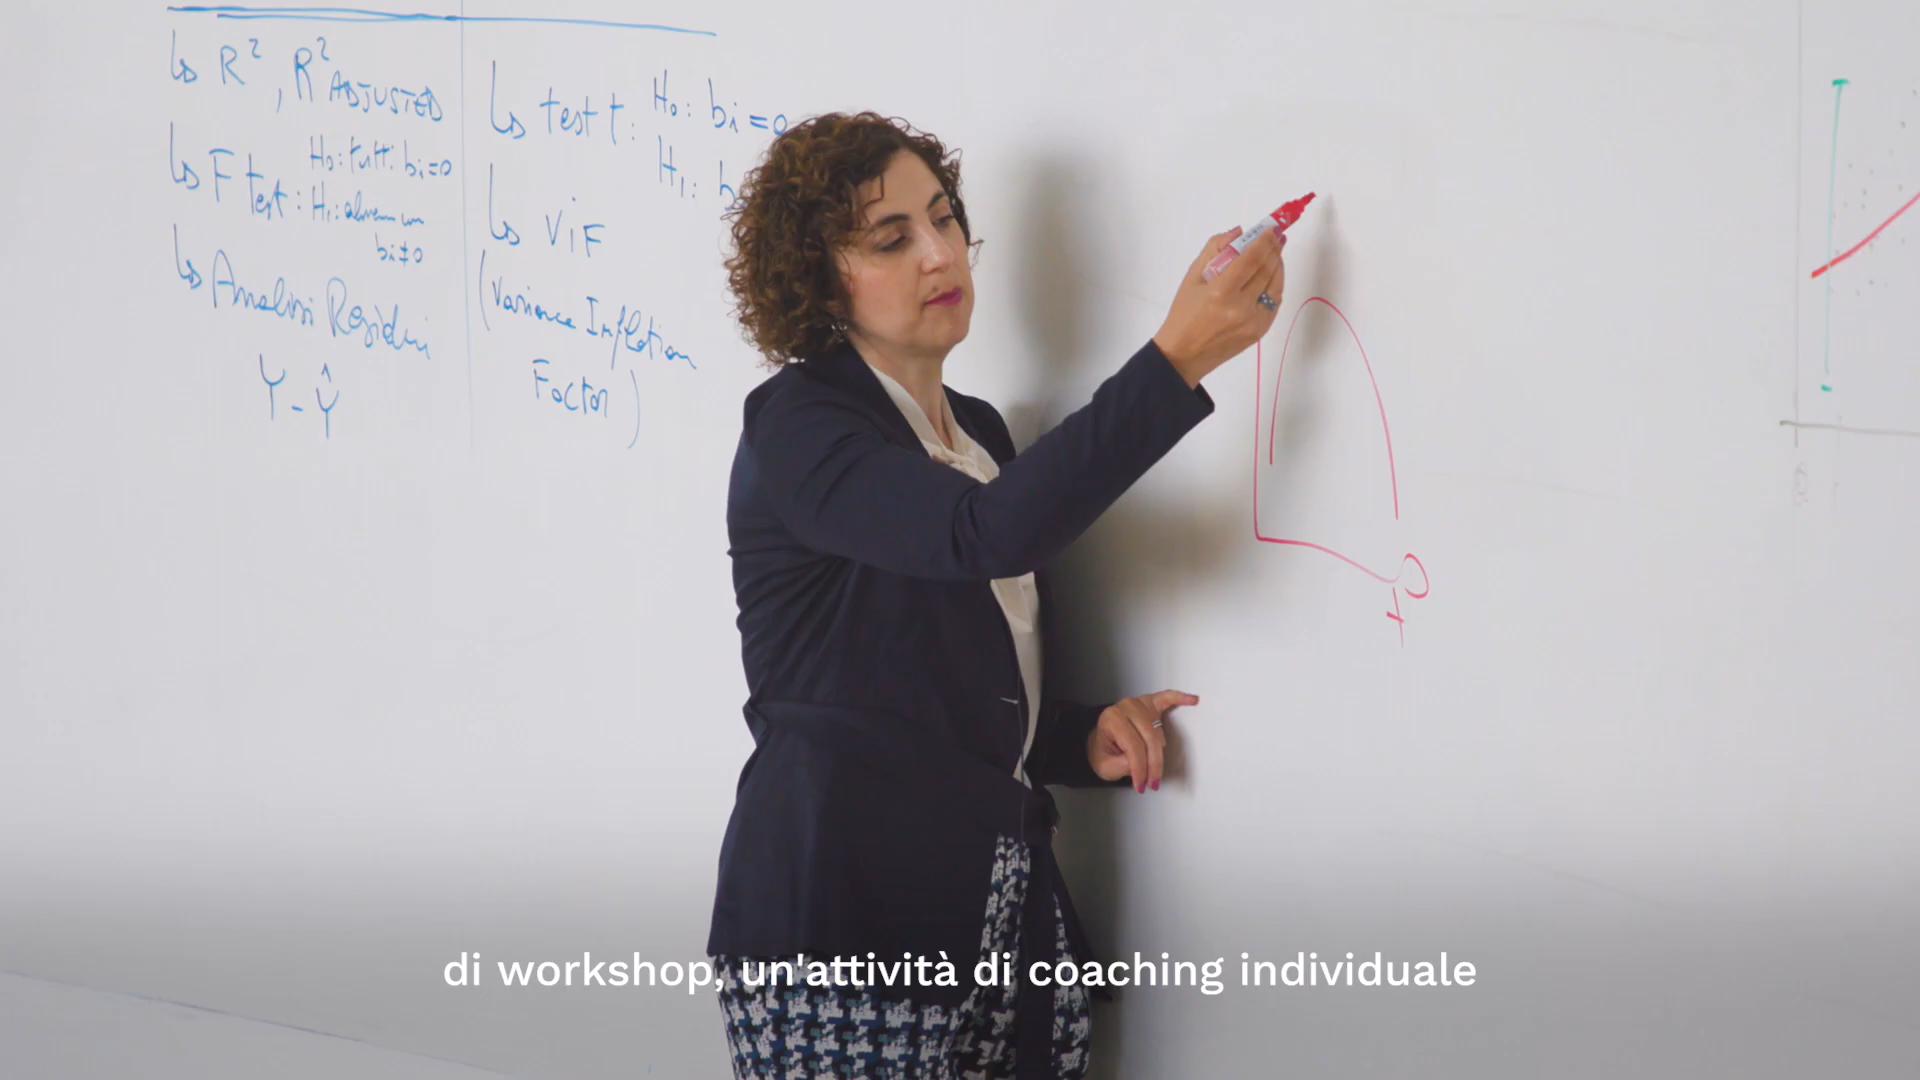 R², R² ADJUSTED
F test: H₀: tutti bi=0
H₁: almeno un
bi≠0
Analisi Residui
Y - Ŷ
test t: H₀: bi=0
H₁: b
ViF
(Variance Inflation
Factor)
di workshop, un'attività di coaching individuale